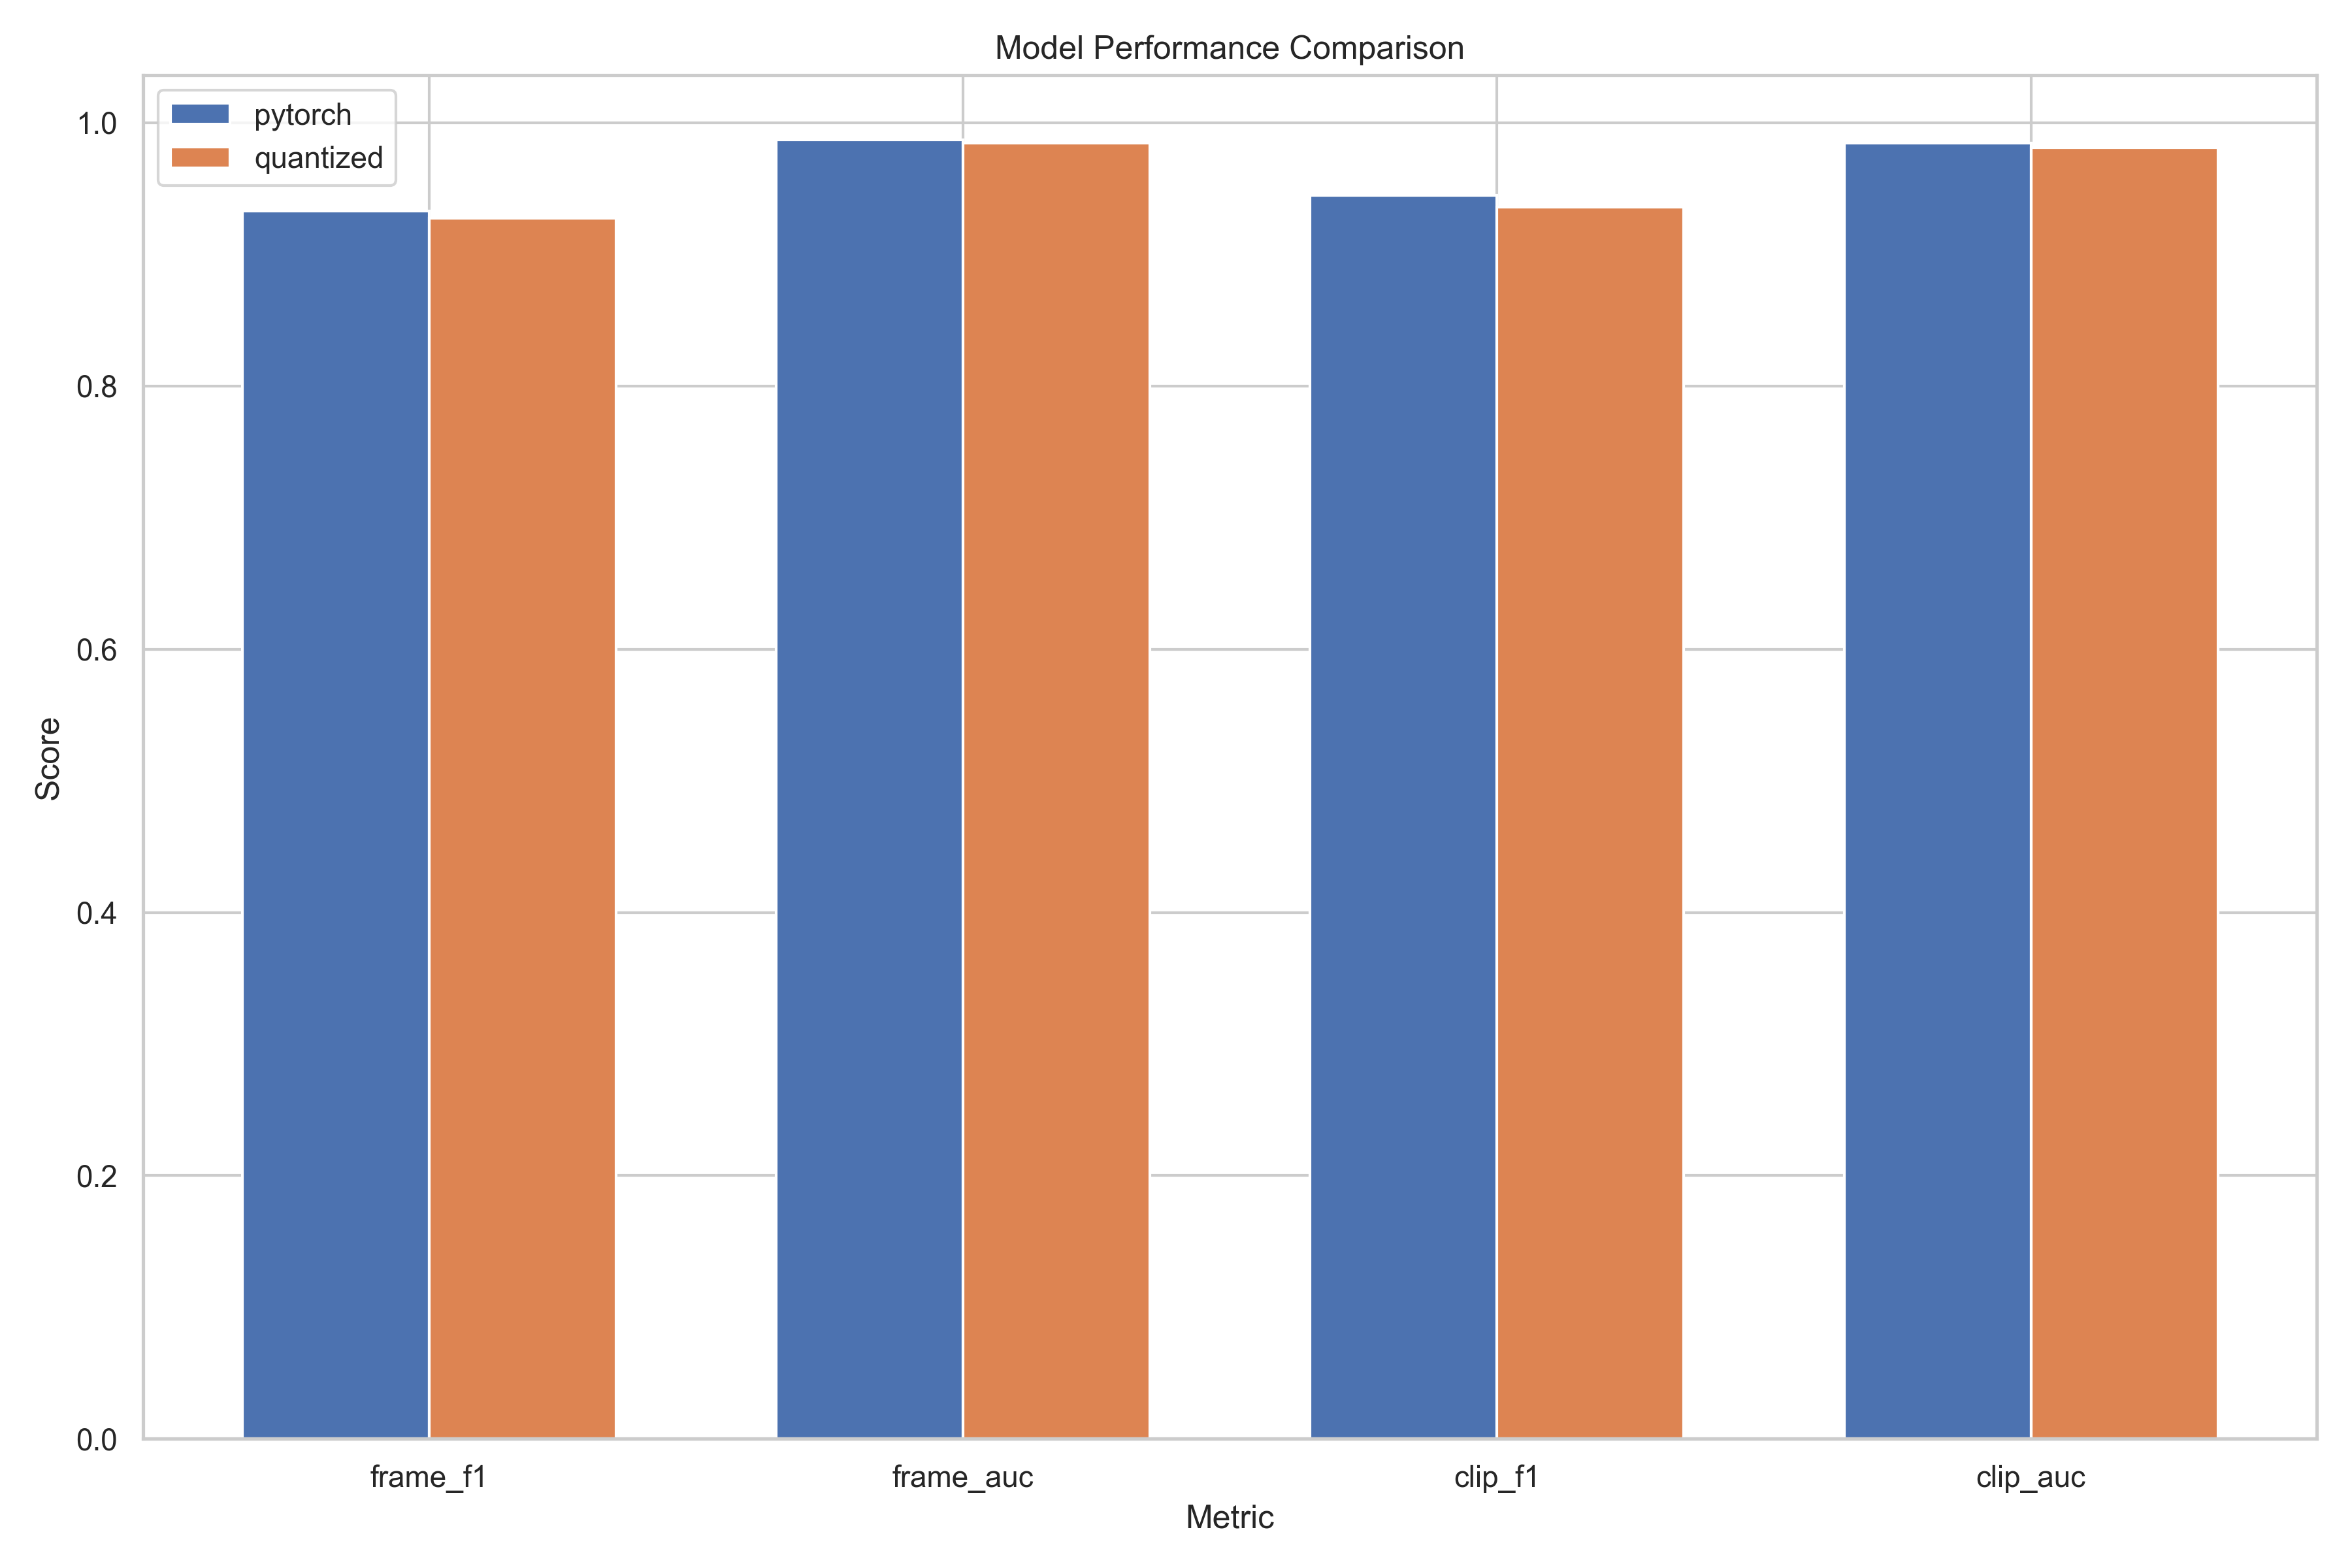 Model Performance Comparison
pytorch
quantized
1.0
0.8
0.6
0.4
0.2
0.0
Score
frame_f1
frame_auc
clip_f1
clip_auc
Metric